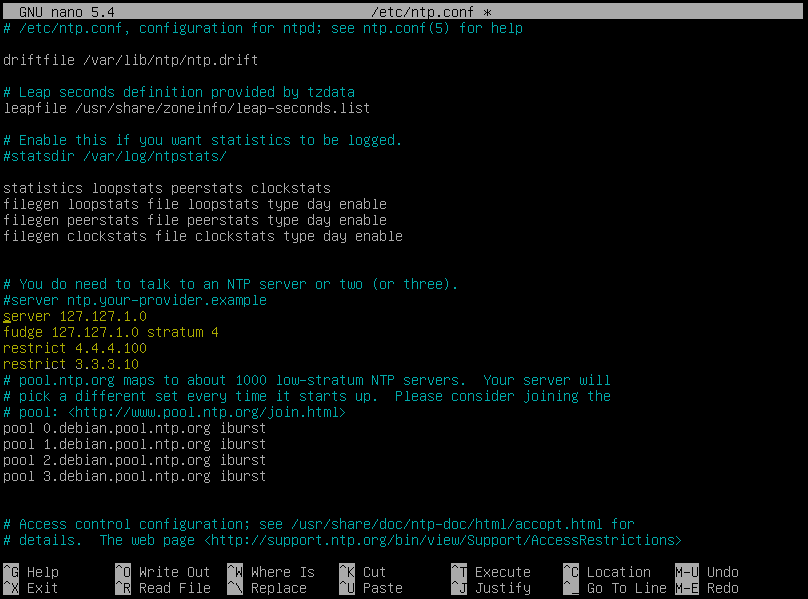 GNU nano 5.4 /etc/ntp.conf *
# /etc/ntp.conf, configuration for ntpd; see ntp.conf(5) for help
driftfile /var/lib/ntp/ntp.drift
# Leap seconds definition provided by tzdata
leapfile /usr/share/zoneinfo/leap-seconds.list
# Enable this if you want statistics to be logged.
#statsdir /var/log/ntpstats/
statistics loopstats peerstats clockstats
filegen loopstats file loopstats type day enable
filegen peerstats file peerstats type day enable
filegen clockstats file clockstats type day enable
# You do need to talk to an NTP server or two (or three).
#server ntp.your-provider.example
server 127.127.1.0
fudge 127.127.1.0 stratum 4
restrict 4.4.4.100
restrict 3.3.3.10
# pool.ntp.org maps to about 1000 low-stratum NTP servers.  Your server will
# pick a different set every time it starts up.  Please consider joining the
# pool: <http://www.pool.ntp.org/join.html>
pool 0.debian.pool.ntp.org iburst
pool 1.debian.pool.ntp.org iburst
pool 2.debian.pool.ntp.org iburst
pool 3.debian.pool.ntp.org iburst
# Access control configuration; see /usr/share/doc/ntp-doc/html/accopt.html for
# details.  The web page <http://support.ntp.org/bin/view/Support/AccessRestrictions>
^G Help ^O Write Out ^W Where Is ^K Cut ^T Execute ^C Location M-U Undo
^X Exit ^R Read File ^\ Replace ^U Paste ^J Justify ^_ Go To Line M-E Redo